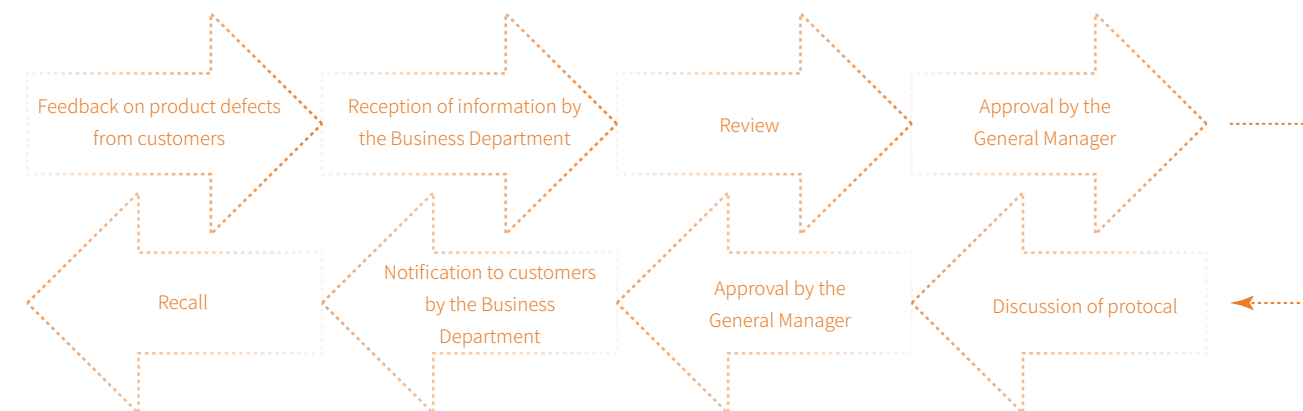 Feedback on product defects
from customers
Reception of information by
the Business Department
Review
Approval by the
General Manager
Discussion of protocal
Approval by the
General Manager
Notification to customers
by the Business
Department
Recall